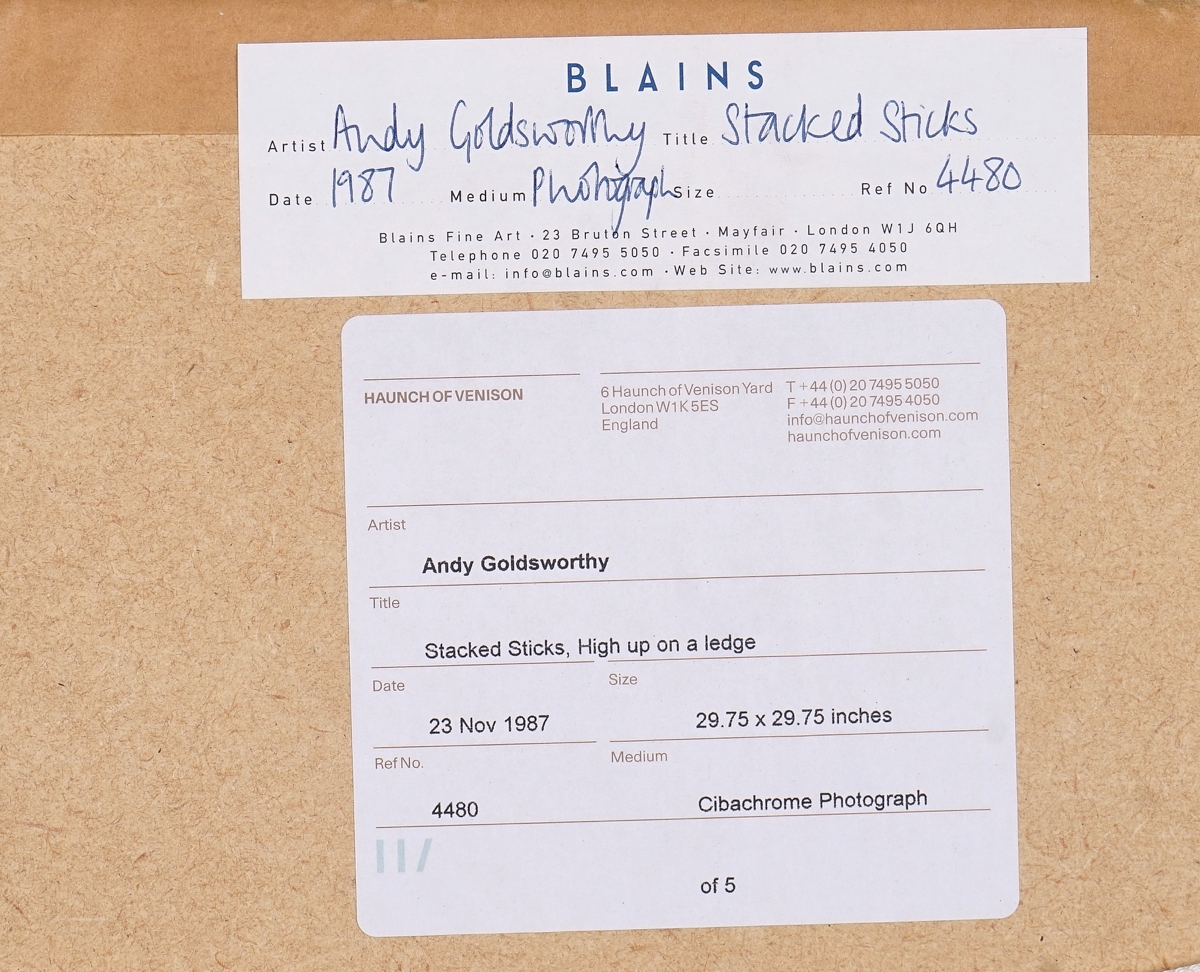 BLAINS
Artist Andy Goldsworthy Title Stacked Sticks
Date 1987 Medium Photograph Size Ref No 4480
Blains Fine Art · 23 Bruton Street · Mayfair · London W1J 6QH
Telephone 020 7495 5050 · Facsimile 020 7495 4050
e-mail: info@blains.com · Web Site: www.blains.com
HAUNCH OF VENISON
6 Haunch of Venison Yard
London W1K 5ES
England
T +44 (0) 20 7495 5050
F +44 (0) 20 7495 4050
info@haunchofvenison.com
haunchofvenison.com
Artist
Andy Goldsworthy
Title
Stacked Sticks, High up on a ledge
Date
23 Nov 1987
Size
29.75 x 29.75 inches
Ref No.
4480
Medium
Cibachrome Photograph
of 5